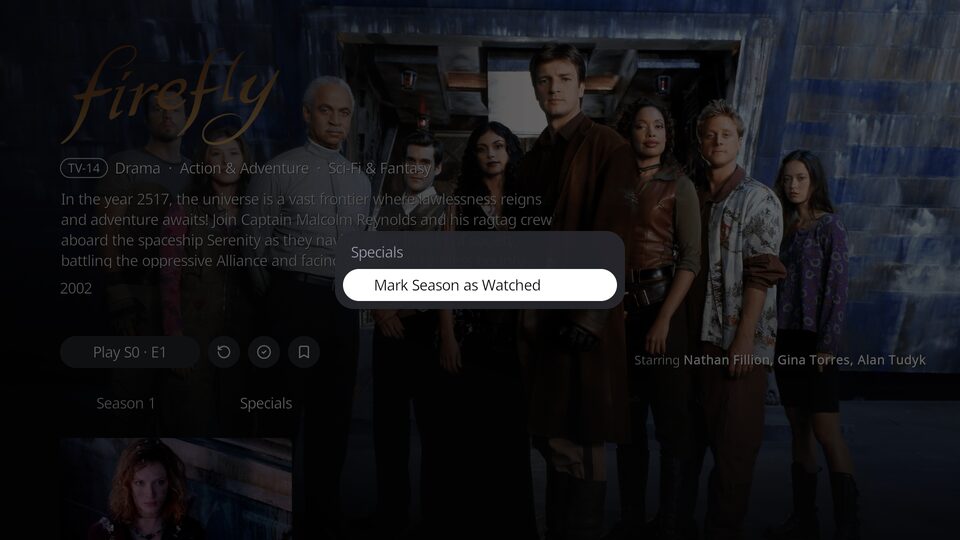 firefly
TV-14 Drama · Action & Adventure · Sci-Fi & Fantasy
In the year 2517, the universe is a vast frontier where lawlessness reigns
and adventure awaits! Join Captain Malcolm Reynolds and his ragtag crew
aboard the spaceship Serenity as they
battling the oppressive Alliance and
2002
Specials
Mark Season as Watched
Play S0 · E1
Starring Nathan Fillion, Gina Torres, Alan Tudyk
Season 1 Specials